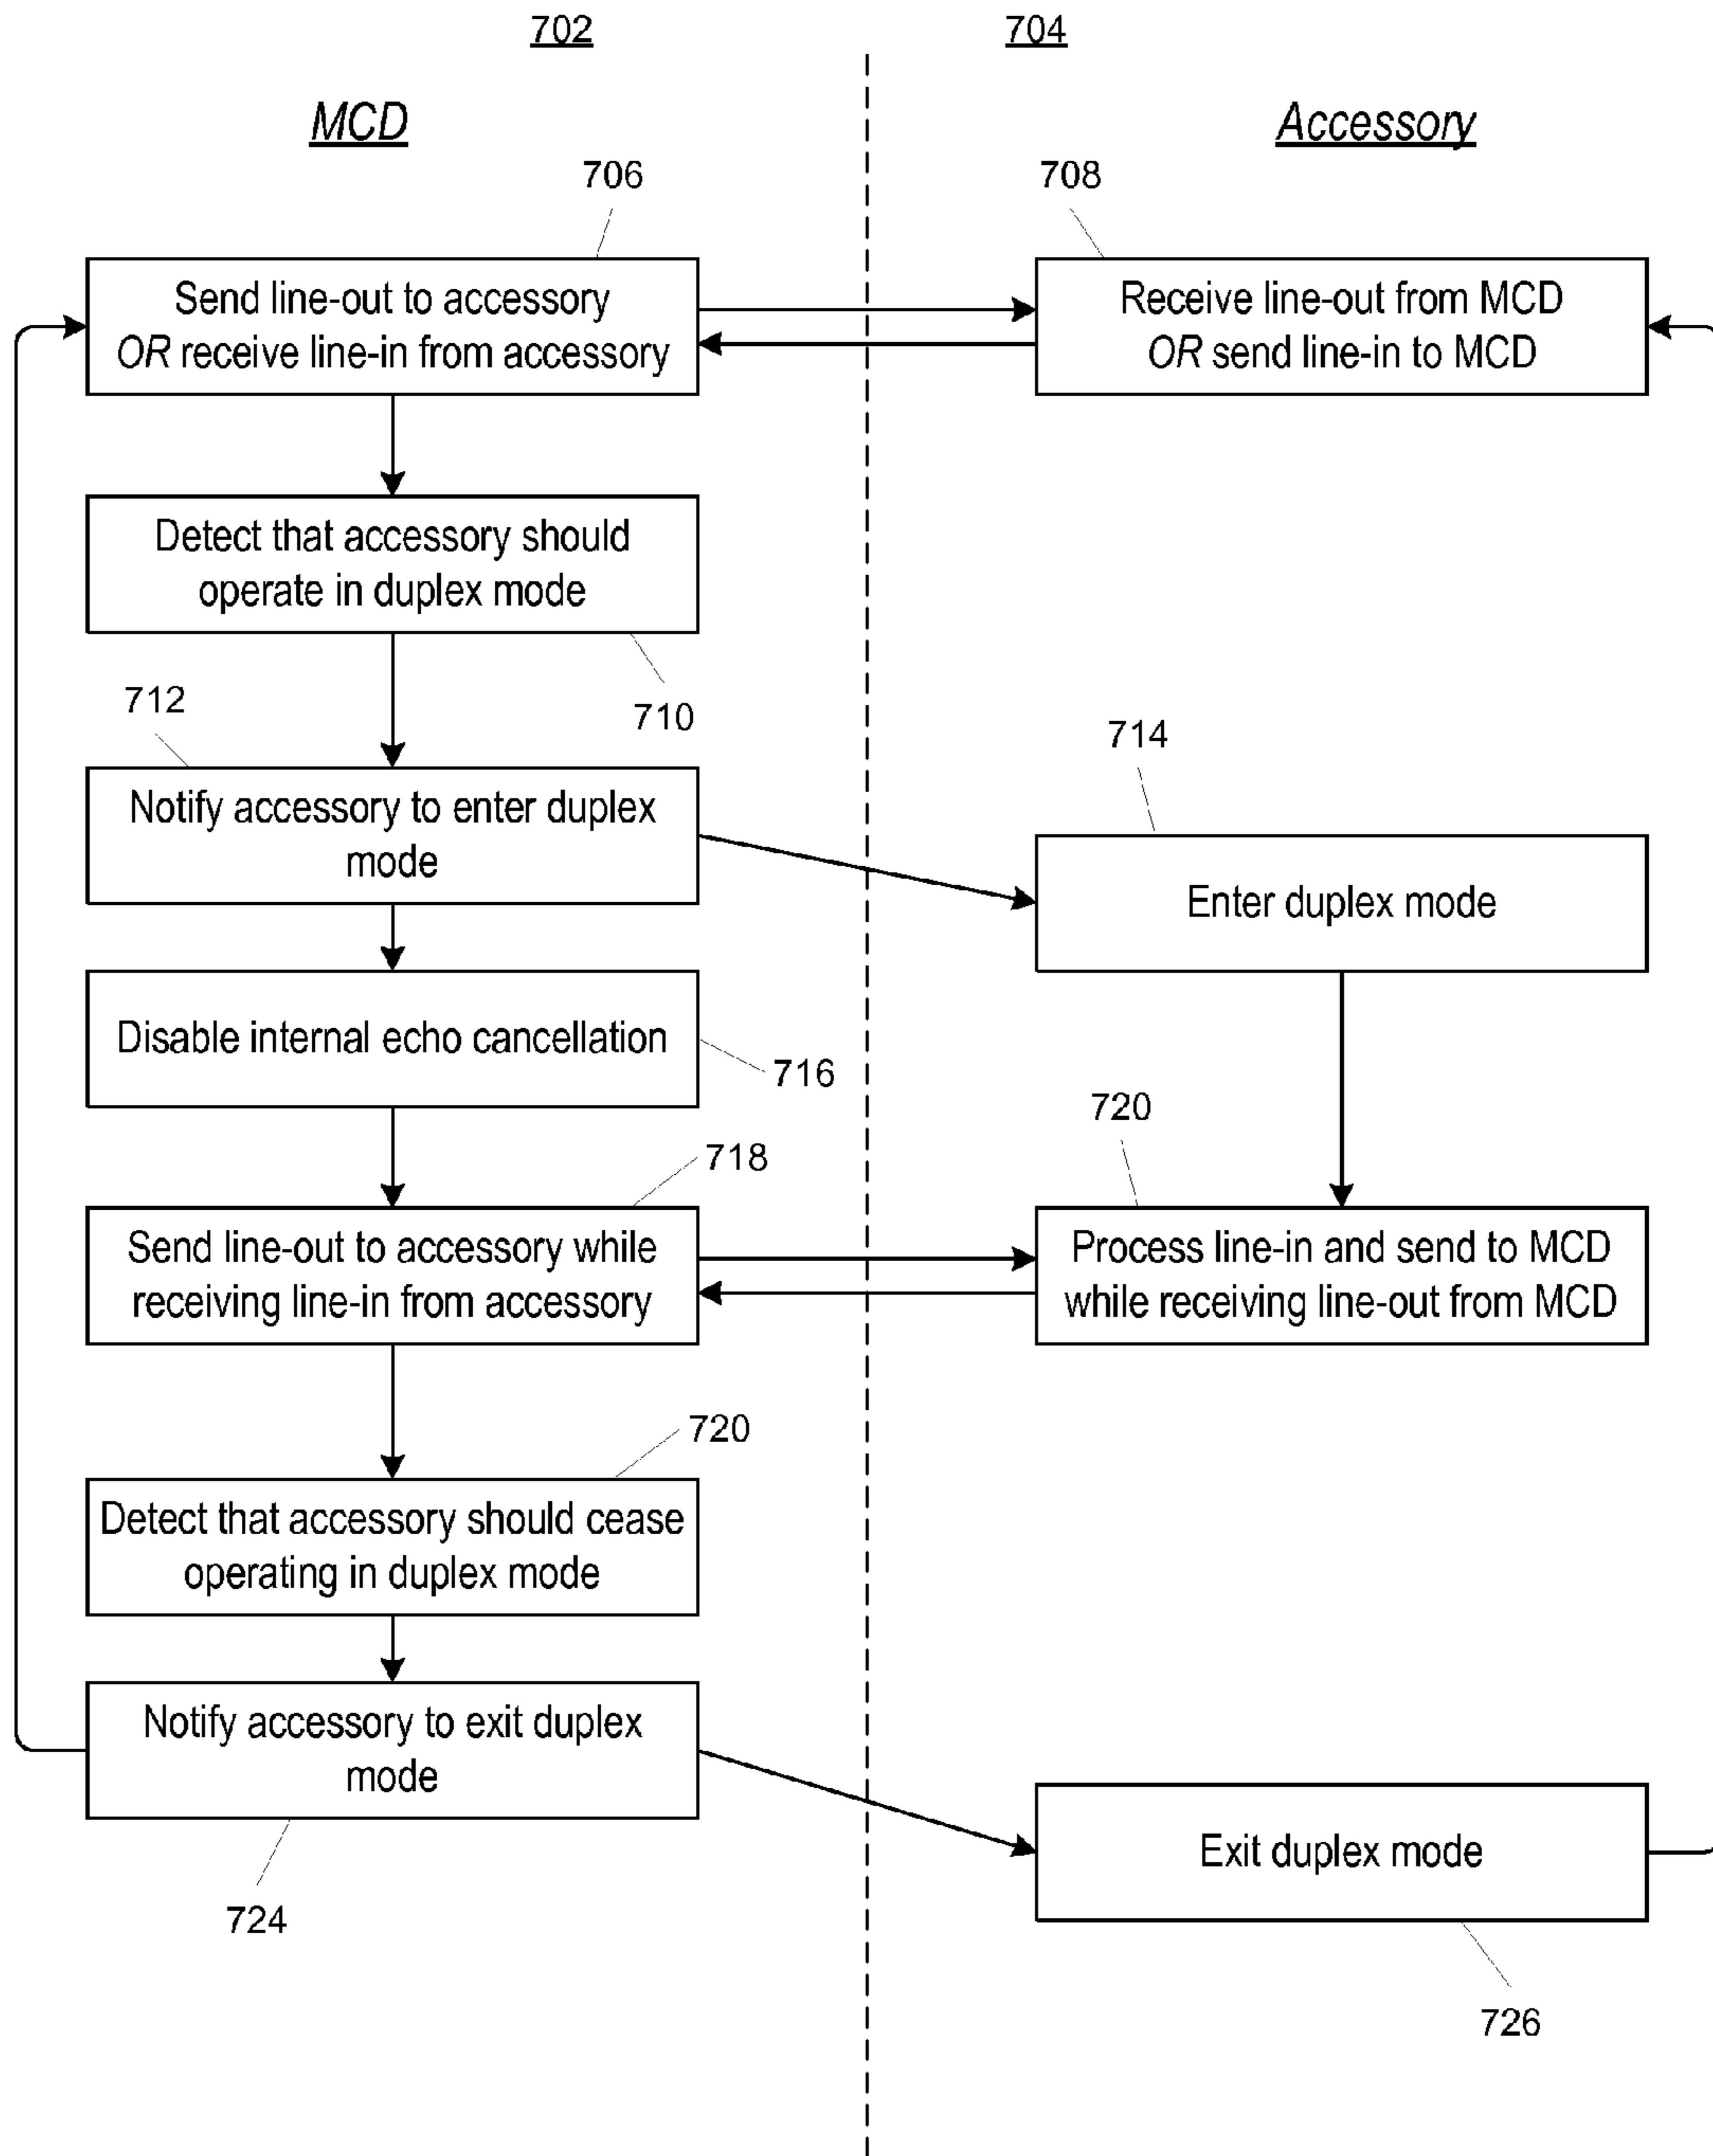 702
704
MCD
Accessory
706
708
Send line-out to accessory
OR receive line-in from accessory
Receive line-out from MCD
OR send line-in to MCD
Detect that accessory should
operate in duplex mode
710
712
714
Notify accessory to enter duplex
mode
Enter duplex mode
Disable internal echo cancellation
716
718
720
Send line-out to accessory while
receiving line-in from accessory
Process line-in and send to MCD
while receiving line-out from MCD
720
Detect that accessory should cease
operating in duplex mode
Notify accessory to exit duplex
mode
724
Exit duplex mode
726